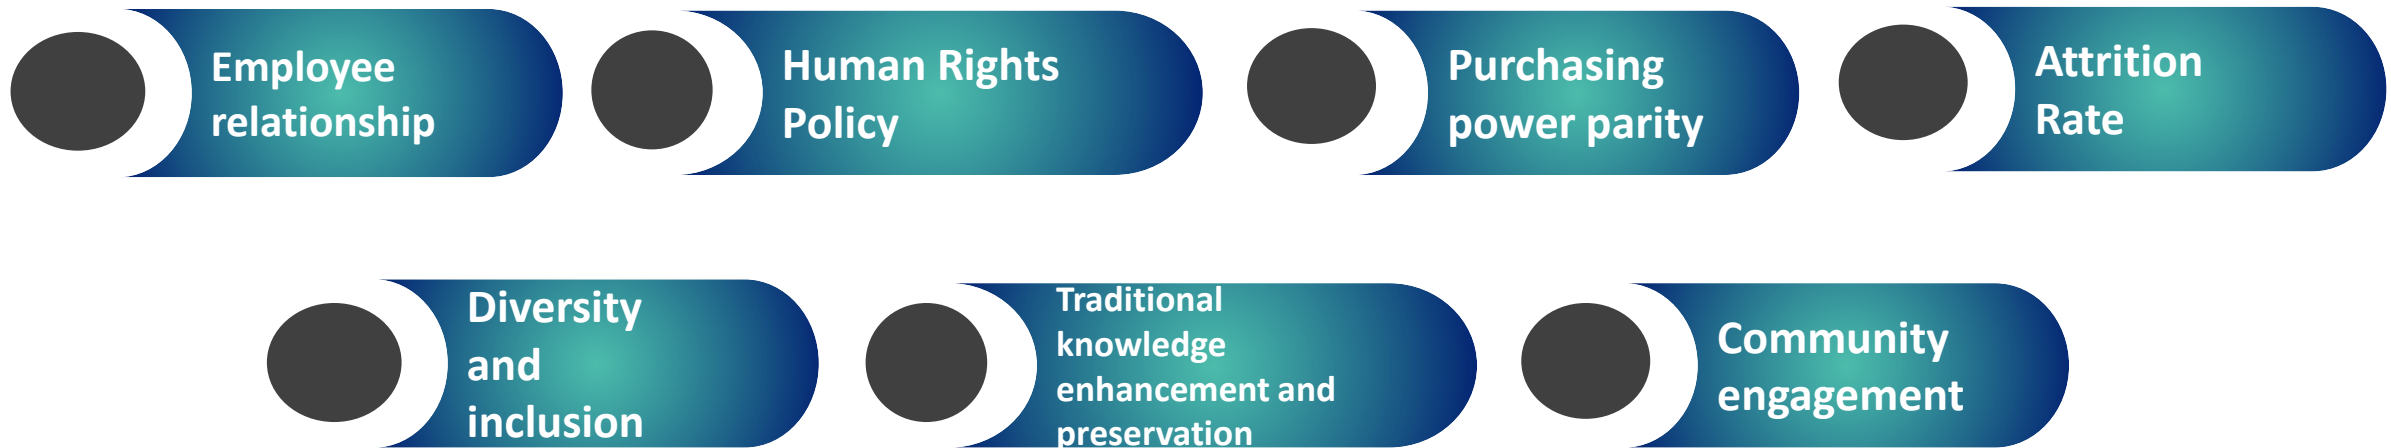 Employee
relationship
Human Rights
Policy
Purchasing
power parity
Attrition
Rate
Diversity
and
inclusion
Traditional
knowledge
enhancement and
preservation
Community
engagement